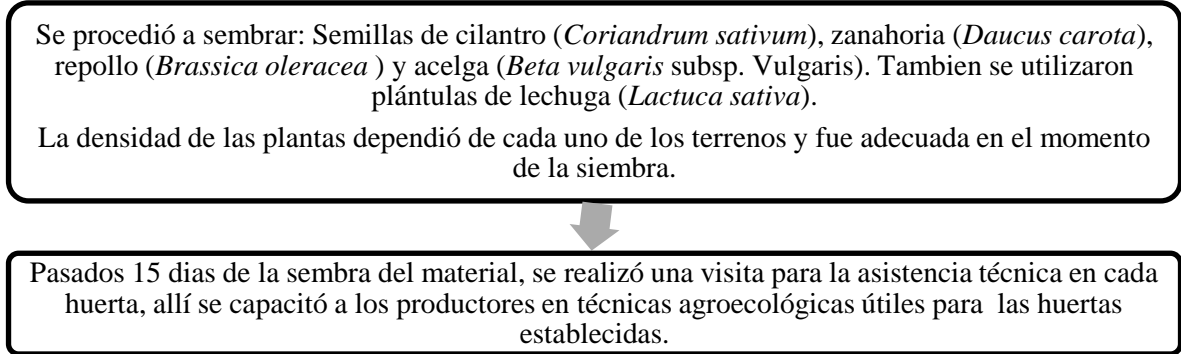 Se procedió a sembrar: Semillas de cilantro (Coriandrum sativum), zanahoria (Daucus carota),
repollo (Brassica oleracea ) y acelga (Beta vulgaris subsp. Vulgaris). Tambien se utilizaron
plántulas de lechuga (Lactuca sativa).
La densidad de las plantas dependió de cada uno de los terrenos y fue adecuada en el momento
de la siembra.
Pasados 15 dias de la sembra del material, se realizó una visita para la asistencia técnica en cada
huerta, allí se capacitó a los productores en técnicas agroecológicas útiles para las huertas
establecidas.